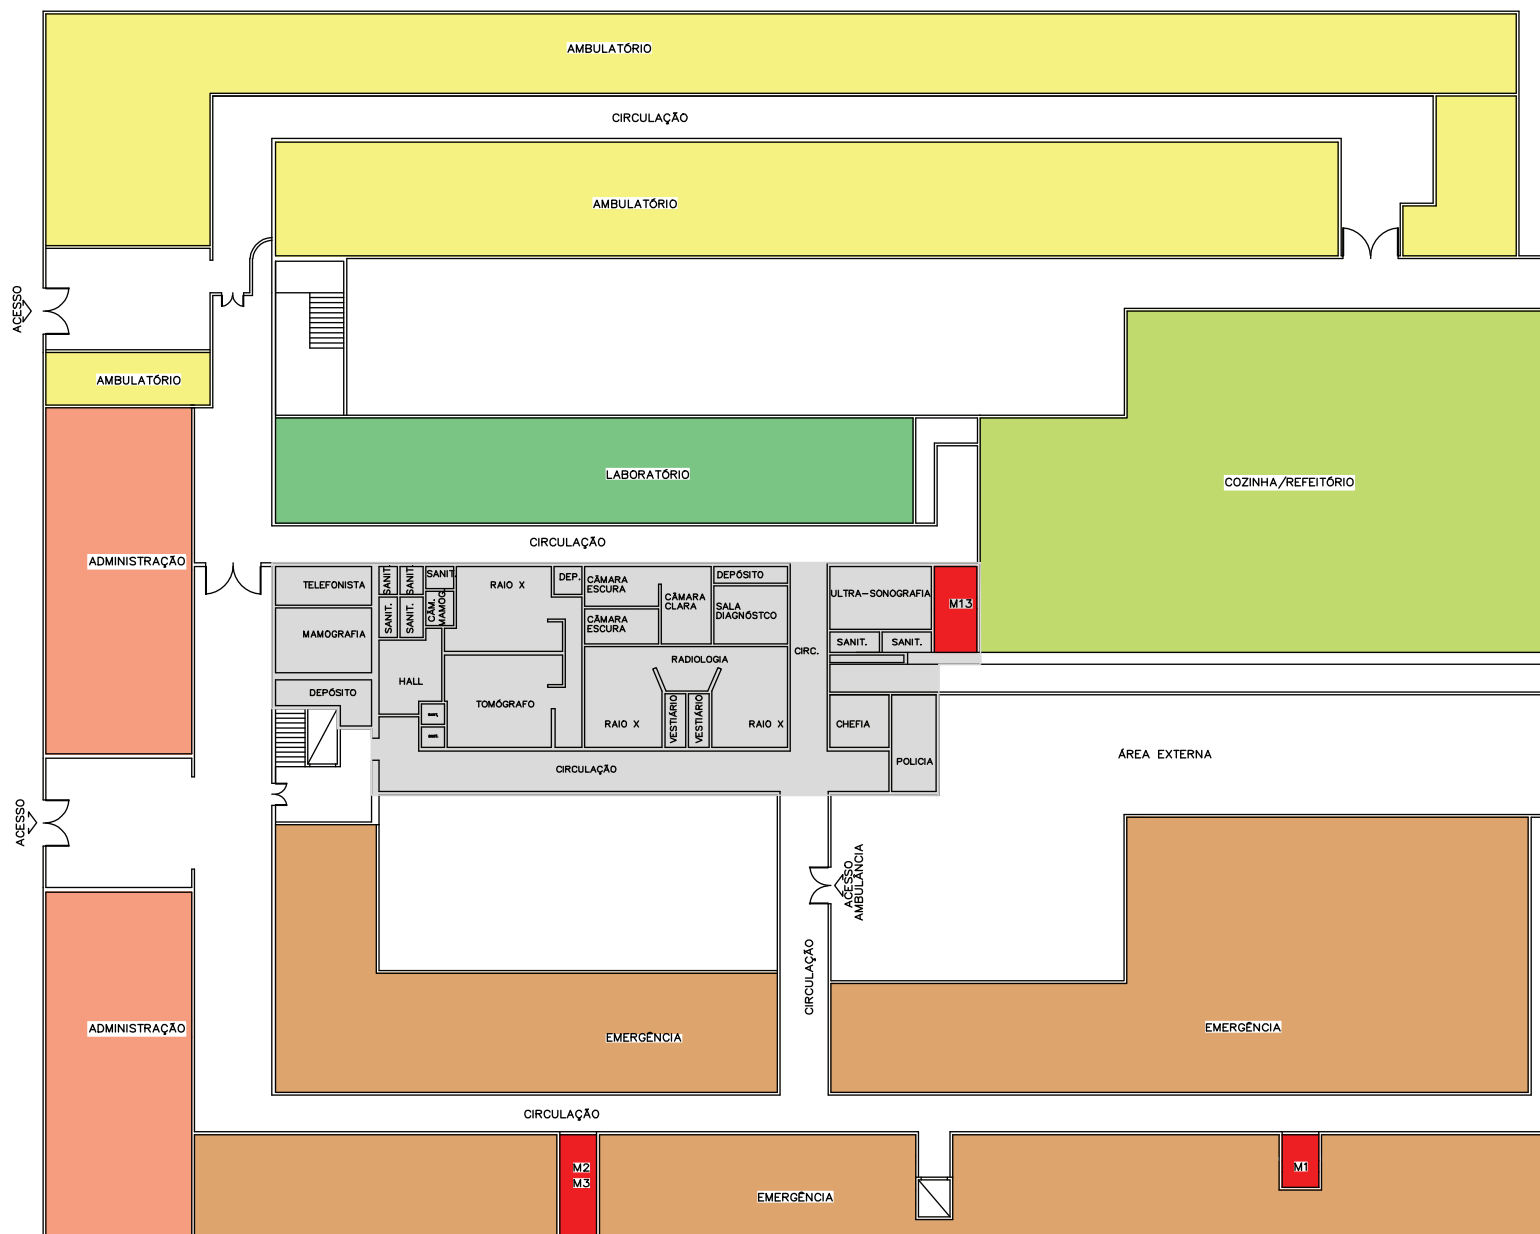 AMBULATÓRIO
CIRCULAÇÃO
AMBULATÓRIO
ACESSO
AMBULATÓRIO
LABORATÓRIO
COZINHA/REFEITÓRIO
CIRCULAÇÃO
ADMINISTRAÇÃO
TELEFONISTA
SANIT.
SANIT.
SANIT.
RAIO X
DEP.
CÂMARA
ESCURA
DEPÓSITO
ULTRA-SONOGRAFIA
M13
CÂMARA
CLARA
SALA
DIAGNÓSTCO
MAMOGRAFIA
SANIT.
SANIT.
CÂM.
MAMOG.
CÂMARA
ESCURA
SANIT.
SANIT.
CIRC.
RADIOLOGIA
HALL
DEPÓSITO
TOMÓGRAFO
RAIO X
VESTIÁRIO
VESTIÁRIO
RAIO X
CHEFIA
POLICIA
ÁREA EXTERNA
CIRCULAÇÃO
ACESSO
ACESSO
AMBULÂNCIA
CIRCULAÇÃO
ADMINISTRAÇÃO
EMERGÊNCIA
EMERGÊNCIA
CIRCULAÇÃO
M2
M3
M1
EMERGÊNCIA